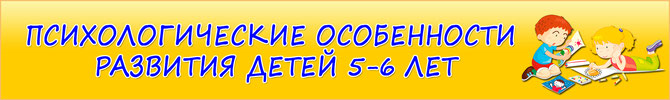 ПСИХОЛОГИЧЕСКИЕ ОСОБЕННОСТИ
РАЗВИТИЯ ДЕТЕЙ 5-6 ЛЕТ